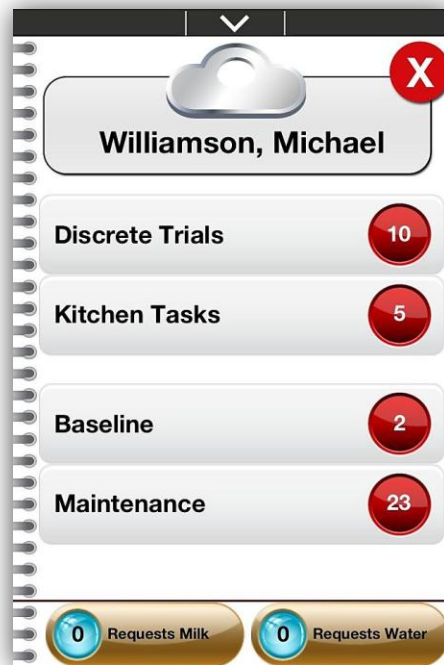 X
Williamson, Michael
Discrete Trials 10
Kitchen Tasks 5
Baseline 2
Maintenance 23
0 Requests Milk 0 Requests Water